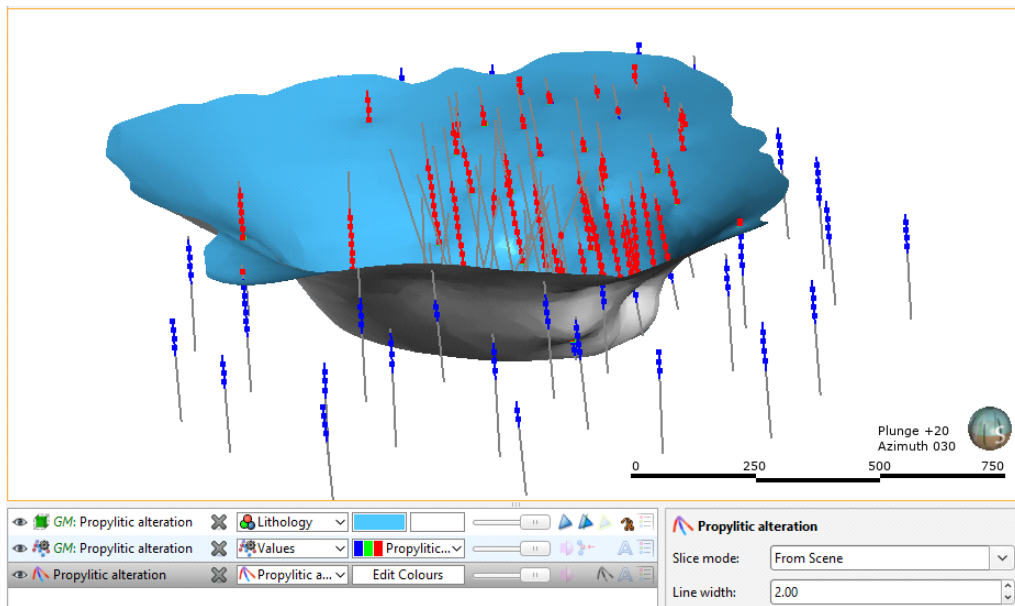 Plunge +20
Azimuth 030
S
0 250 500 750
GM: Propylitic alteration Lithology
GM: Propylitic alteration Values Propylitic...
Propylitic alteration Propylitic a... Edit Colours
Propylitic alteration
Slice mode: From Scene
Line width: 2.00